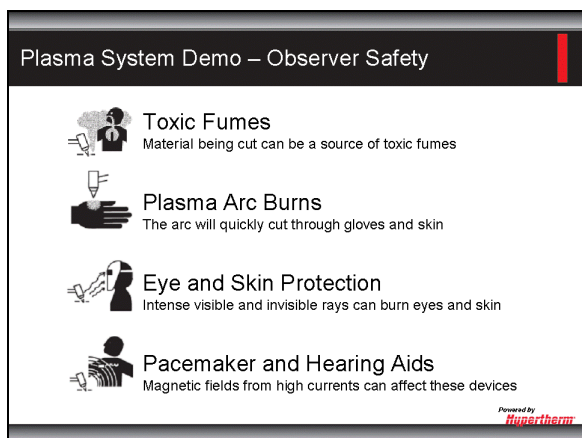 Plasma System Demo – Observer Safety
Toxic Fumes
Material being cut can be a source of toxic fumes
Plasma Arc Burns
The arc will quickly cut through gloves and skin
Eye and Skin Protection
Intense visible and invisible rays can burn eyes and skin
Pacemaker and Hearing Aids
Magnetic fields from high currents can affect these devices
Powered by
Hypertherm